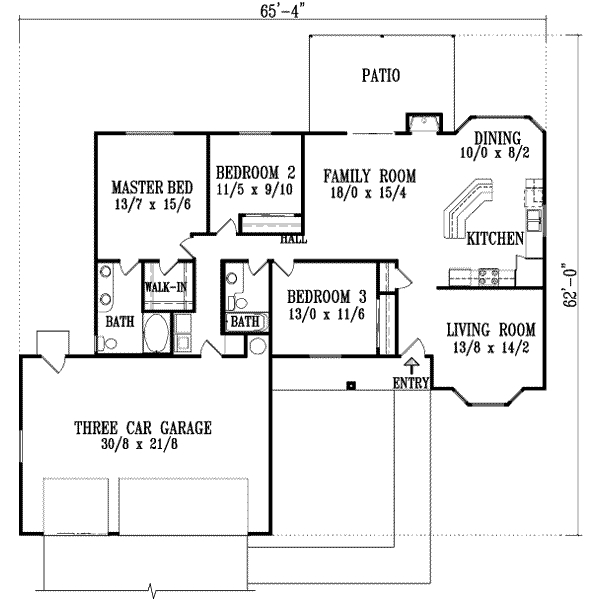 65'-4"
PATIO
DINING
10/0 x 8/2
BEDROOM 2
11/5 x 9/10
FAMILY ROOM
18/0 x 15/4
MASTER BED
13/7 x 15/6
HALL
KITCHEN
62'-0"
WALK-IN
BEDROOM 3
13/0 x 11/6
BATH
BATH
LIVING ROOM
13/8 x 14/2
ENTRY
THREE CAR GARAGE
30/8 x 21/8